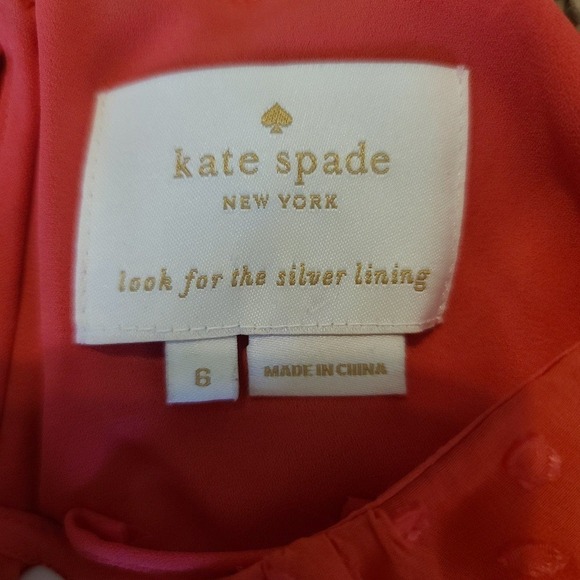 kate spade
NEW YORK
look for the silver lining
6
MADE IN CHINA